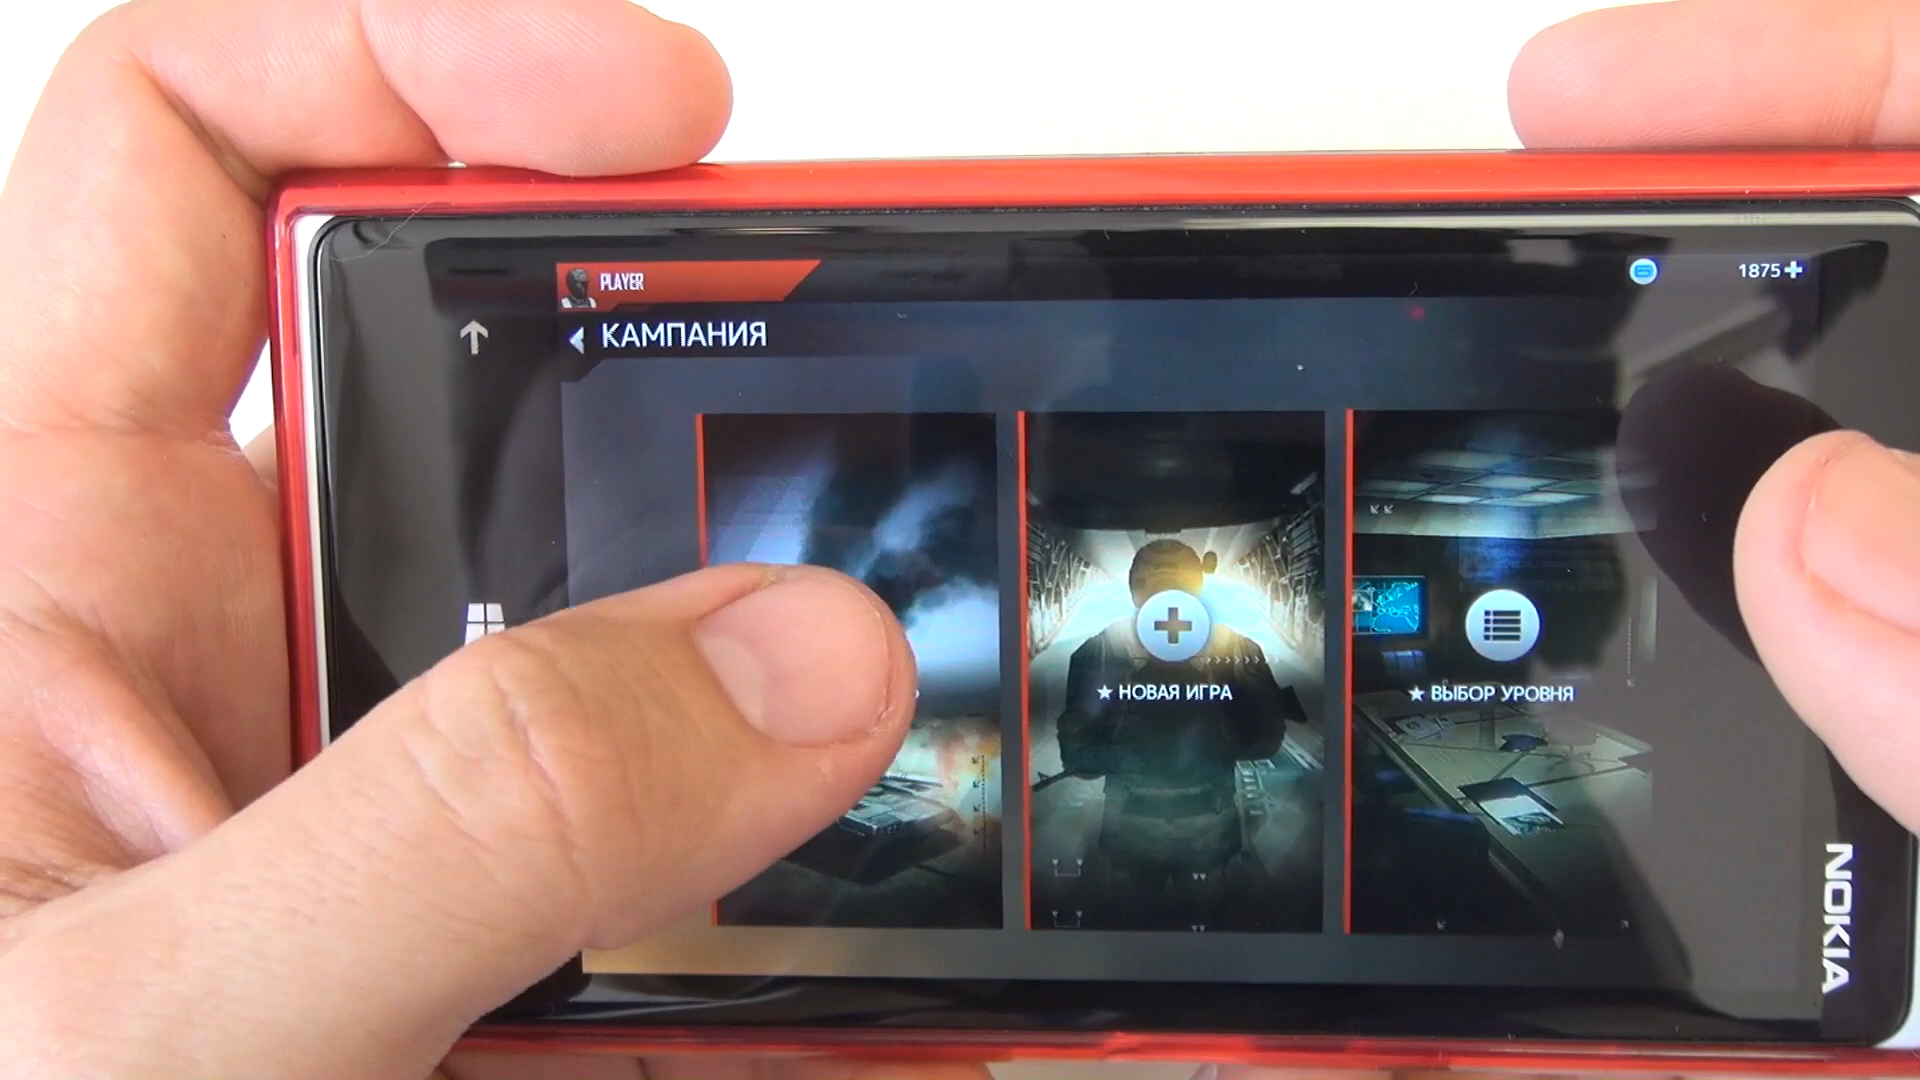 PLAYER
1875+
КАМПАНИЯ
★ НОВАЯ ИГРА
★ ВЫБОР УРОВНЯ
NOKIA